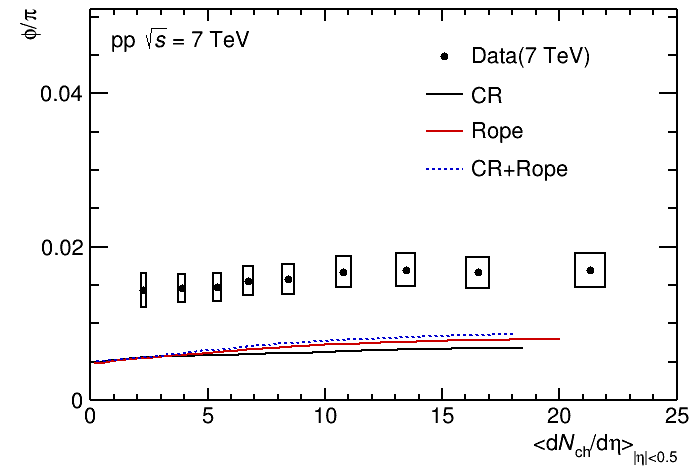 ϕ/π
pp √s = 7 TeV
Data(7 TeV)
CR
Rope
CR+Rope
0.04
0.02
0
0 5 10 15 20 25
<dNch/dη>|η|<0.5